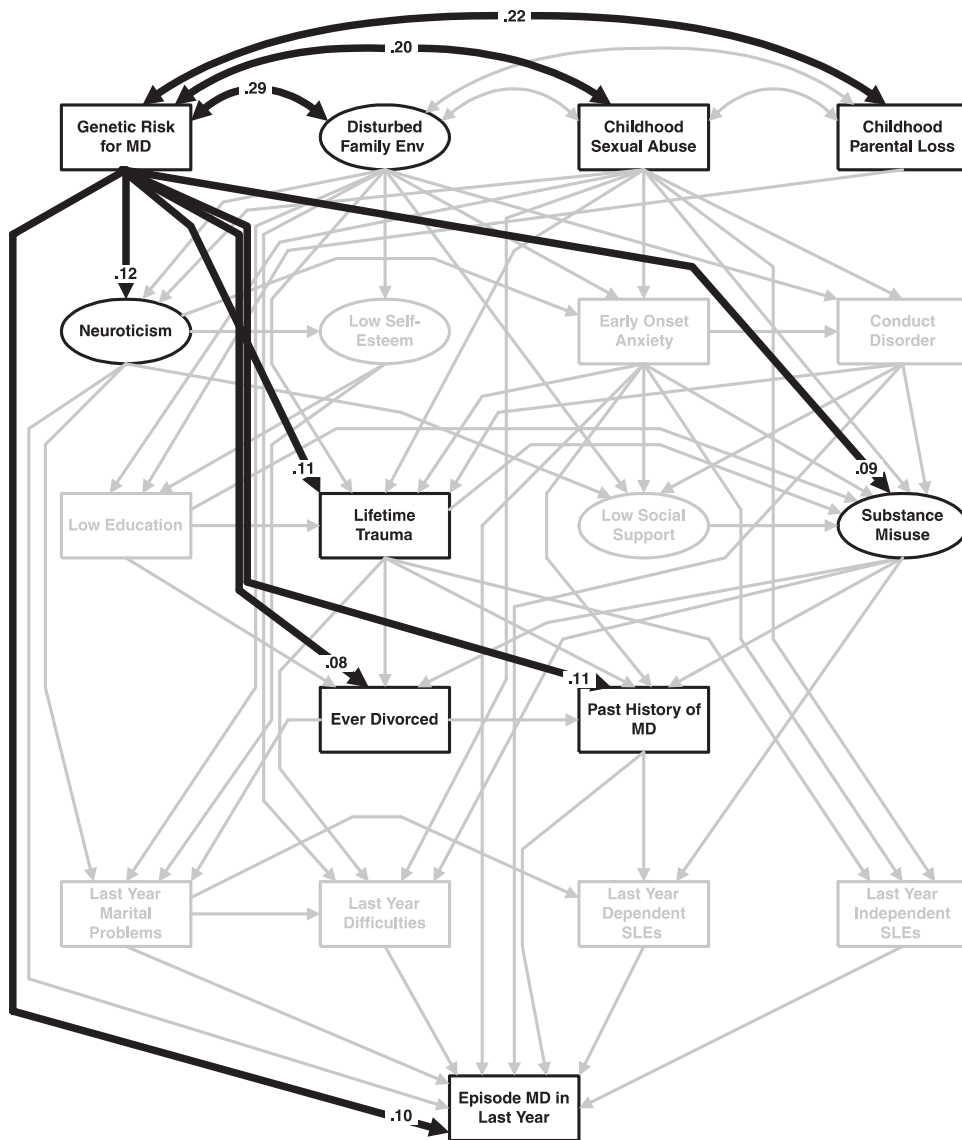 .22
.20
.29
Genetic Risk
for MD
Disturbed
Family Env
Childhood
Sexual Abuse
Childhood
Parental Loss
.12
Neuroticism
Low Self-
Esteem
Early Onset
Anxiety
Conduct
Disorder
.11
.09
Low Education
Lifetime
Trauma
Low Social
Support
Substance
Misuse
.08
.11
Ever Divorced
Past History of
MD
Last Year
Marital
Problems
Last Year
Difficulties
Last Year
Dependent
SLEs
Last Year
Independent
SLEs
.10
Episode MD in
Last Year